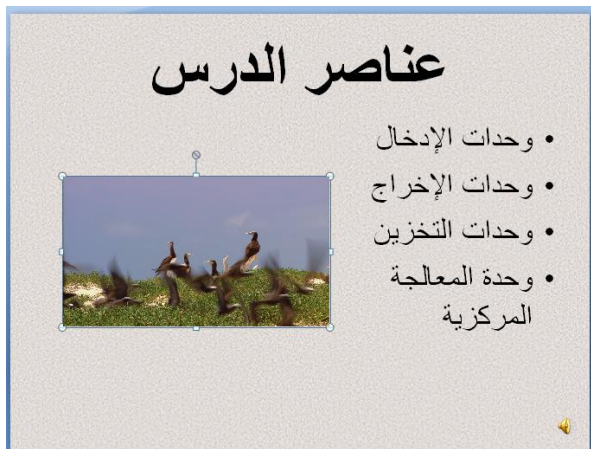 عناصر الدرس
• وحدات الإدخال
• وحدات الإخراج
• وحدات التخزين
• وحدة المعالجة
المركزية